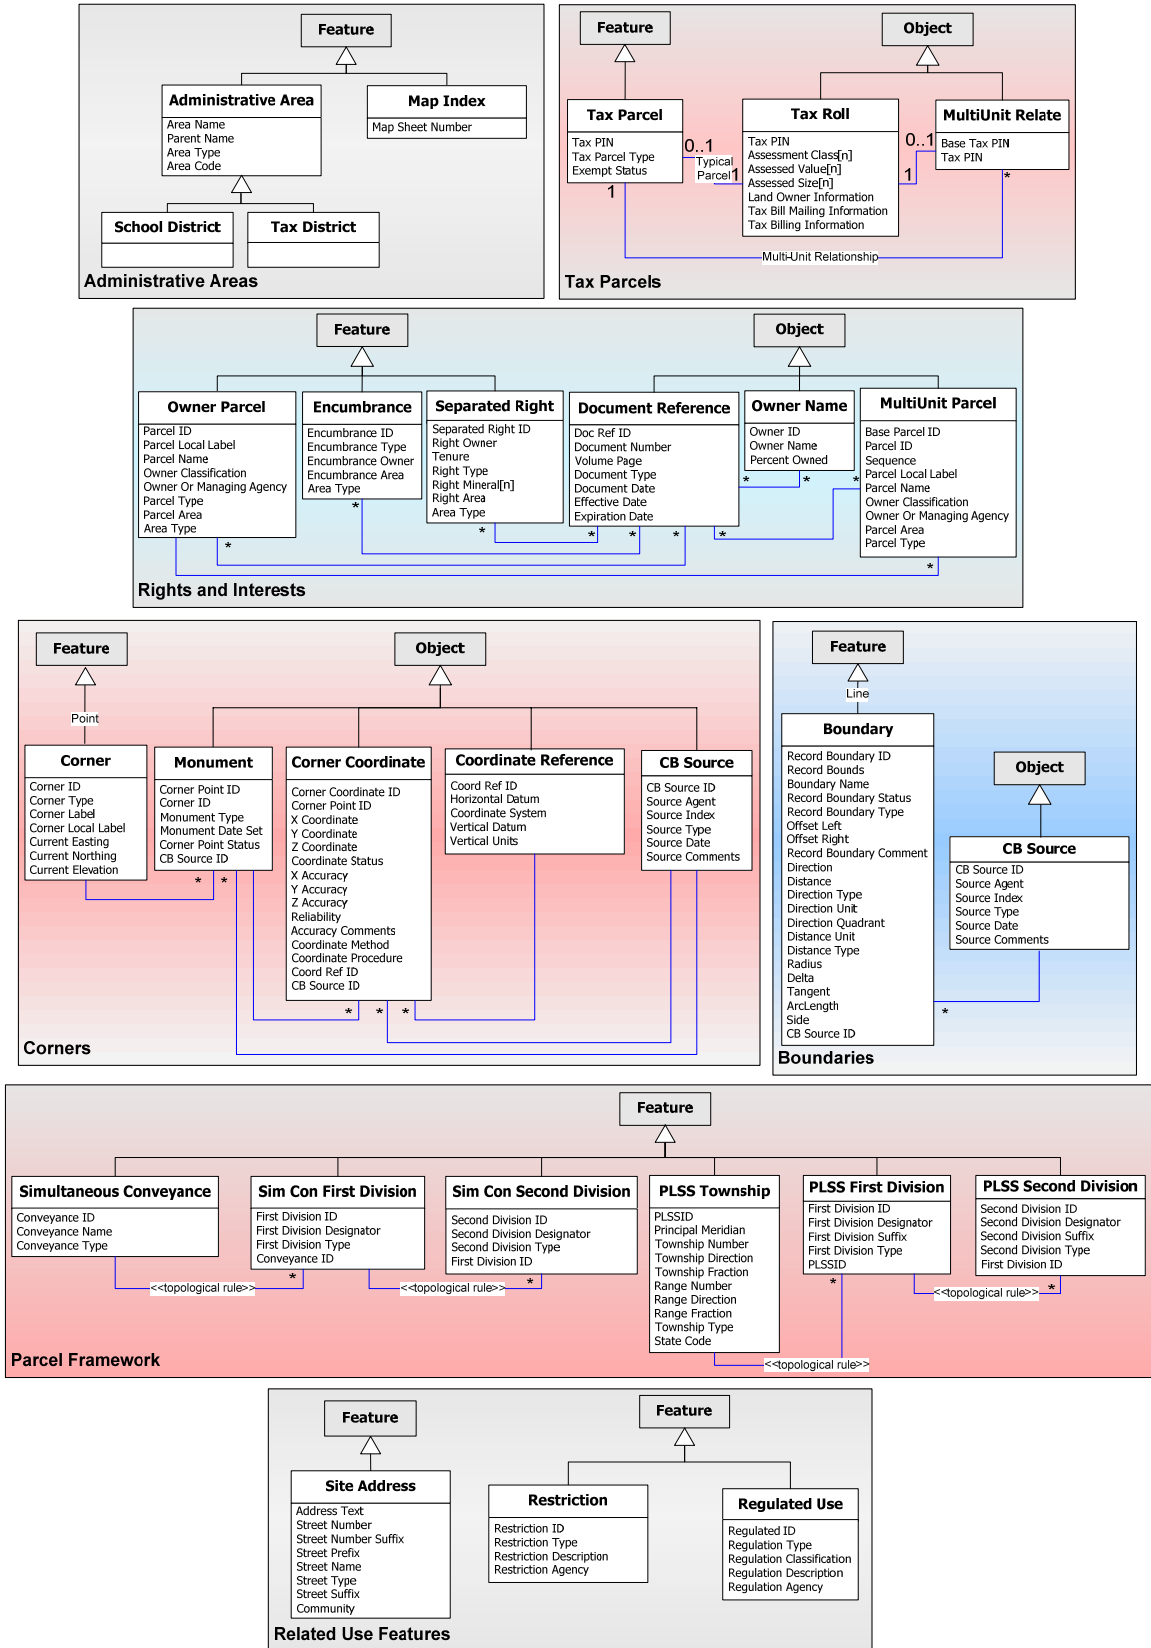 Feature
Administrative Area
Area Name
Parent Name
Area Type
Area Code
Map Index
Map Sheet Number
School District
Tax District
Administrative Areas
Feature
Object
Tax Parcel
Tax PIN
Tax Parcel Type
Exempt Status
0..1
Typical
Parcel
1
1
Tax Roll
Tax PIN
Assessment Class[n]
Assessed Value[n]
Assessed Size[n]
Land Owner Information
Tax Bill Mailing Information
Tax Billing Information
0..1
1
MultiUnit Relate
Base Tax PIN
Tax PIN
*
Multi-Unit Relationship
Tax Parcels
Feature
Object
Owner Parcel
Parcel ID
Parcel Local Label
Parcel Name
Owner Classification
Owner Or Managing Agency
Parcel Type
Parcel Area
Area Type
*
Encumbrance
Encumbrance ID
Encumbrance Type
Encumbrance Owner
Encumbrance Area
Area Type
*
Separated Right
Separated Right ID
Right Owner
Tenure
Right Type
Right Mineral[n]
Right Area
Area Type
*
Document Reference
Doc Ref ID
Document Number
Volume Page
Document Type
Document Date
Effective Date
Expiration Date
* * * *
Owner Name
Owner ID
Owner Name
Percent Owned
* * *
MultiUnit Parcel
Base Parcel ID
Parcel ID
Sequence
Parcel Local Label
Parcel Name
Owner Classification
Owner Or Managing Agency
Parcel Area
Parcel Type
*
Rights and Interests
Feature
Object
Point
Corner
Corner ID
Corner Type
Corner Label
Corner Local Label
Current Easting
Current Northing
Current Elevation
Monument
Corner Point ID
Corner ID
Monument Type
Monument Date Set
Corner Point Status
CB Source ID
* *
Corner Coordinate
Corner Coordinate ID
Corner Point ID
X Coordinate
Y Coordinate
Z Coordinate
Coordinate Status
X Accuracy
Y Accuracy
Z Accuracy
Reliability
Accuracy Comments
Coordinate Method
Coordinate Procedure
Coord Ref ID
CB Source ID
* * *
Coordinate Reference
Coord Ref ID
Horizontal Datum
Coordinate System
Vertical Datum
Vertical Units
CB Source
CB Source ID
Source Agent
Source Index
Source Type
Source Date
Source Comments
Corners
Feature
Line
Boundary
Record Boundary ID
Record Bounds
Boundary Name
Record Boundary Status
Record Boundary Type
Offset Left
Offset Right
Record Boundary Comment
Direction
Distance
Direction Type
Direction Unit
Direction Quadrant
Distance Unit
Distance Type
Radius
Delta
Tangent
ArcLength
Side
CB Source ID
*
Object
CB Source
CB Source ID
Source Agent
Source Index
Source Type
Source Date
Source Comments
Boundaries
Feature
Simultaneous Conveyance
Conveyance ID
Conveyance Name
Conveyance Type
<<topological rule>>
*
Sim Con First Division
First Division ID
First Division Designator
First Division Type
Conveyance ID
<<topological rule>>
*
Sim Con Second Division
Second Division ID
Second Division Designator
Second Division Type
First Division ID
PLSS Township
PLSSID
Principal Meridian
Township Number
Township Direction
Township Fraction
Range Number
Range Direction
Range Fraction
Township Type
State Code
<<topological rule>>
*
PLSS First Division
First Division ID
First Division Designator
First Division Suffix
First Division Type
PLSSID
<<topological rule>>
*
PLSS Second Division
Second Division ID
Second Division Designator
Second Division Suffix
Second Division Type
First Division ID
Parcel Framework
Feature
Site Address
Address Text
Street Number
Street Number Suffix
Street Prefix
Street Name
Street Type
Street Suffix
Community
Feature
Restriction
Restriction ID
Restriction Type
Restriction Description
Restriction Agency
Regulated Use
Regulated ID
Regulation Type
Regulation Classification
Regulation Description
Regulation Agency
Related Use Features